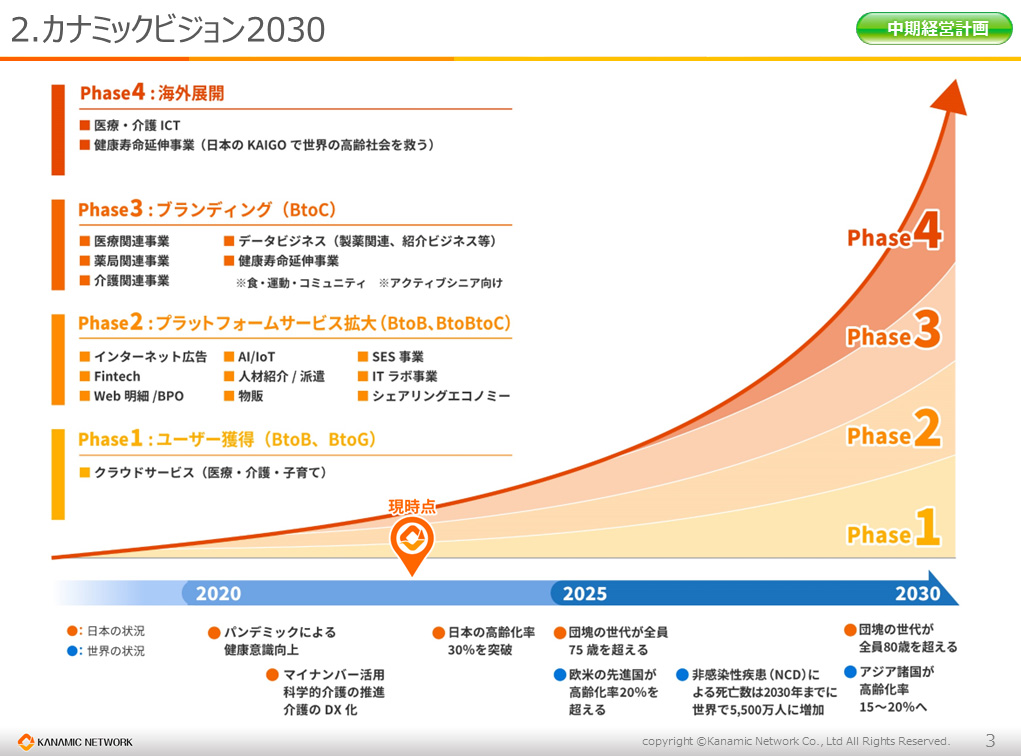 2.カナミックビジョン2030
中期経営計画
Phase4 : 海外展開
■ 医療・介護 ICT
■ 健康寿命延伸事業(日本の KAIGO で世界の高齢社会を救う)
Phase3 : ブランディング(BtoC)
■ 医療関連事業 ■ データビジネス(製薬関連、紹介ビジネス等)
■ 薬局関連事業 ■ 健康寿命延伸事業
■ 介護関連事業 ※食・運動・コミュニティ ※アクティブシニア向け
Phase2 : プラットフォームサービス拡大(BtoB、BtoBtoC)
■ インターネット広告 ■ AI/IoT ■ SES 事業
■ Fintech ■ 人材紹介 / 派遣 ■ IT ラボ事業
■ Web 明細 /BPO ■ 物販 ■ シェアリングエコノミー
Phase1 : ユーザー獲得(BtoB、BtoG)
■ クラウドサービス(医療・介護・子育て)
Phase4
Phase3
Phase2
Phase1
現時点
2020 2025 2030
●: 日本の状況
●: 世界の状況
● パンデミックによる
健康意識向上
● マイナンバー活用
科学的介護の推進
介護の DX 化
● 日本の高齢化率
30%を突破
● 団塊の世代が全員
75 歳を超える
● 欧米の先進国が
高齢化率20%を
超える
● 非感染性疾患(NCD)に
よる死亡数は2030年までに
世界で5,500万人に増加
● 団塊の世代が
全員80歳を超える
● アジア諸国が
高齢化率
15〜20%へ
KANAMIC NETWORK
copyright ©Kanamic Network Co., Ltd All Rights Reserved.
3